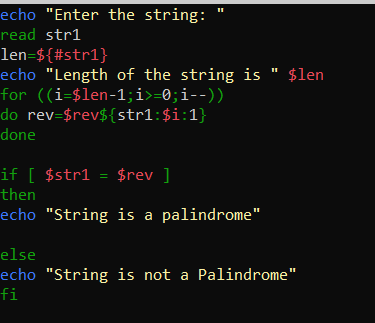 echo "Enter the string: "
read str1
len=${#str1}
echo "Length of the string is " $len
for ((i=$len-1;i>=0;i--))
do rev=$rev${str1:$i:1}
done
if [ $str1 = $rev ]
then
echo "String is a palindrome"
else
echo "String is not a Palindrome"
fi